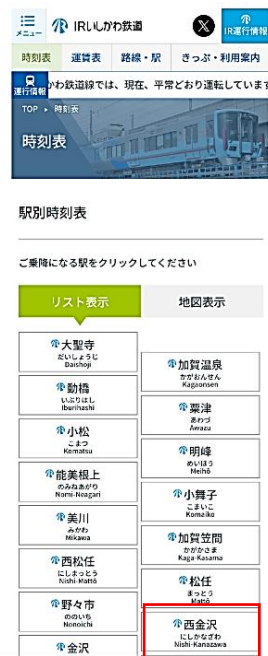 メニュー
IRいしかわ鉄道
X
IR運行情報
時刻表 運賃表 路線・駅 きっぷ・利用案内
運行情報
かわ鉄道線では、現在、平常どおり運転しています
TOP 時刻表
時刻表
駅別時刻表
ご乗降になる駅をクリックしてください
リスト表示 地図表示
大聖寺
だいしょうじ
Daishoji
加賀温泉
かがおんせん
Kagaonsen
動橋
いぶりはし
Iburihashi
粟津
あわづ
Awazu
小松
こまつ
Komatsu
明峰
めいほう
Meihō
能美根上
のみねあがり
Nomi-Neagari
小舞子
こまいこ
Komaiko
美川
みかわ
Mikawa
加賀笠間
かがかさま
Kaga-Kasama
西松任
にしまっとう
Nishi-Mattō
松任
まっとう
Mattō
野々市
ののいち
Nonoichi
西金沢
にしかなざわ
Nishi-Kanazawa
金沢